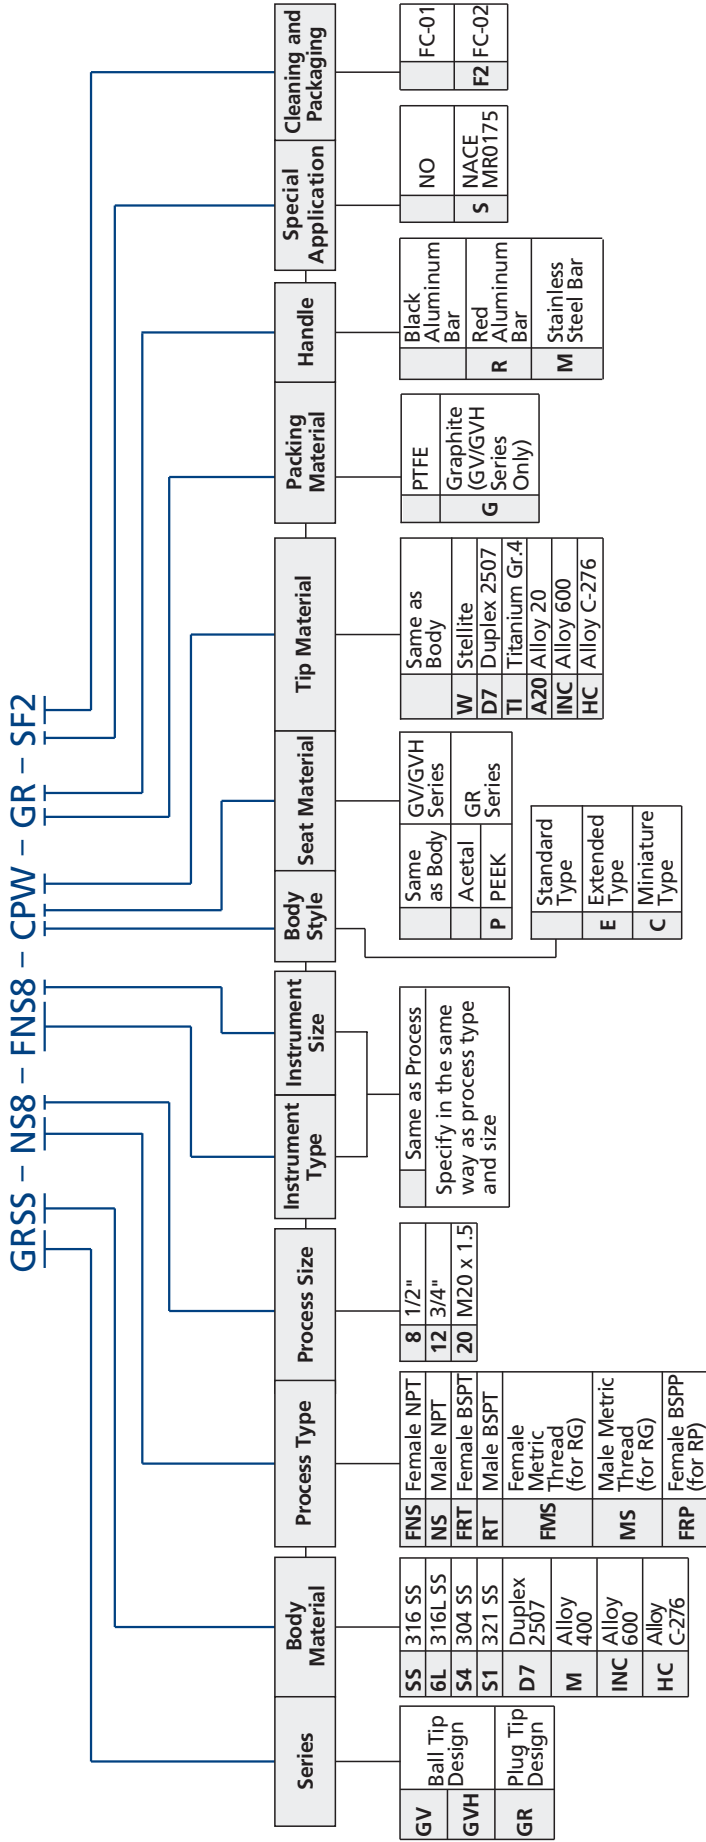 GRSS – NS8 – FNS8 – CPW – GR – SF2
Series
GV
GVH
Ball Tip
Design
GR
Plug Tip
Design
Body
Material
SS 316 SS
6L 316L SS
S4 304 SS
S1 321 SS
D7 Duplex
2507
M Alloy
400
INC Alloy
600
HC Alloy
C-276
Process Type
FNS Female NPT
NS Male NPT
FRT Female BSPT
RT Male BSPT
FMS Female
Metric
Thread
(for RG)
MS Male Metric
Thread
(for RG)
FRP Female BSPP
(for RP)
Process Size
8 1/2"
12 3/4"
20 M20 x 1.5
Instrument
Type
Instrument
Size
Same as Process
Specify in the same
way as process type
and size
Body
Style
Standard
Type
E Extended
Type
C Miniature
Type
Seat Material
Same
as Body
GV/GVH
Series
Acetal
P PEEK
GR
Series
Tip Material
Same as
Body
W Stellite
D7 Duplex 2507
TI Titanium Gr.4
A20 Alloy 20
INC Alloy 600
HC Alloy C-276
Packing
Material
PTFE
G Graphite
(GV/GVH
Series
Only)
Handle
Black
Aluminum
Bar
R Red
Aluminum
Bar
M Stainless
Steel Bar
Special
Application
NO
S NACE
MR0175
Cleaning and
Packaging
FC-01
F2 FC-02